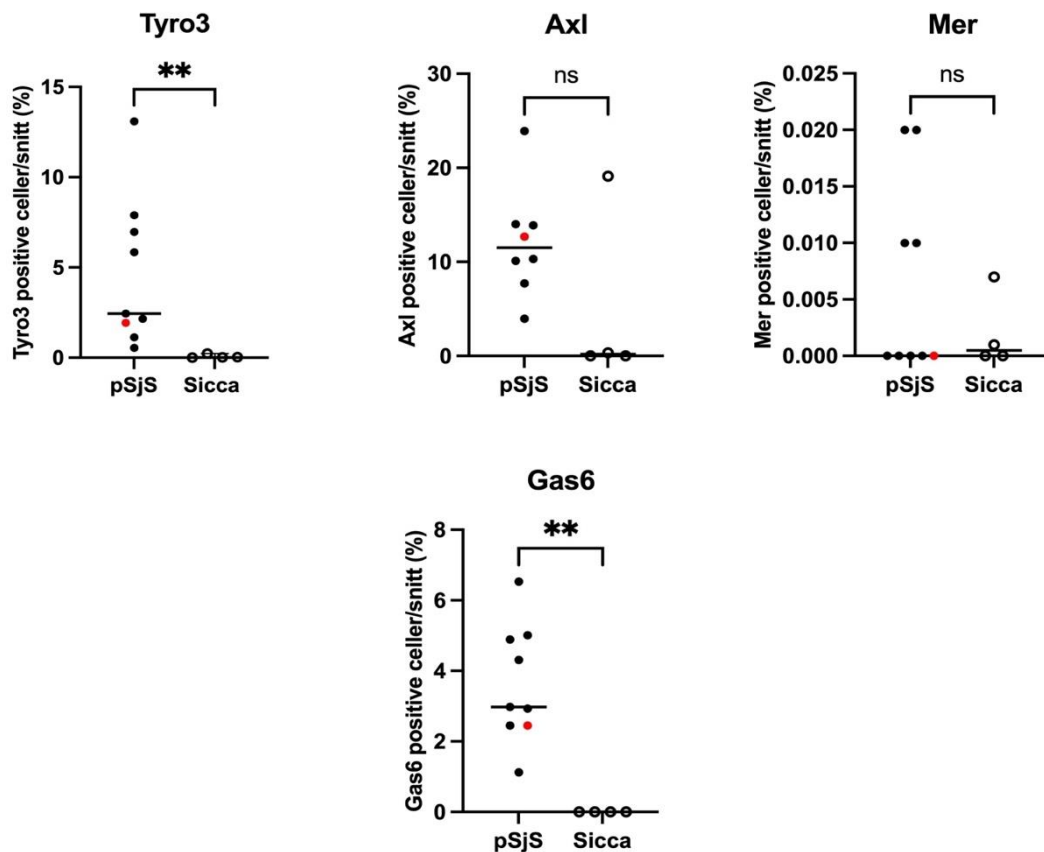 Tyro3
Tyro3 positive celler/snitt (%)
15
10
5
0
**
pSjS
Sicca
Axl
Axl positive celler/snitt (%)
30
20
10
0
ns
pSjS
Sicca
Mer
Mer positive celler/snitt (%)
0.025
0.020
0.015
0.010
0.005
0.000
ns
pSjS
Sicca
Gas6
Gas6 positive celler/snitt (%)
8
6
4
2
0
**
pSjS
Sicca